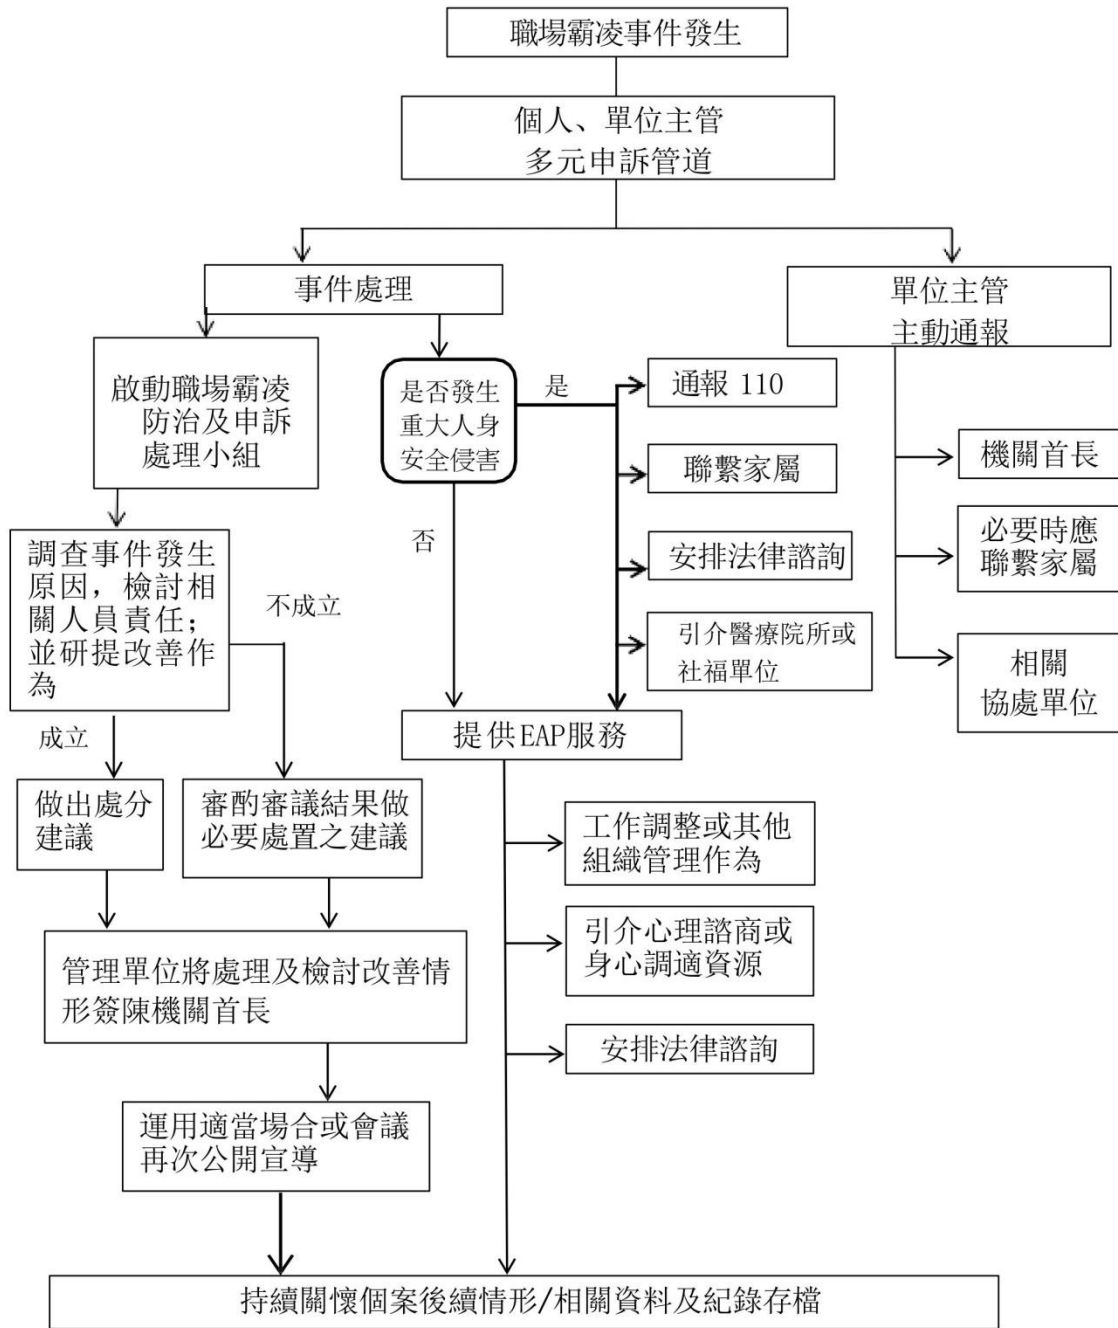 職場霸凌事件發生
個人、單位主管
多元申訴管道
事件處理
單位主管
主動通報
啟動職場霸凌
防治及申訴
處理小組
是否發生
重大人身
安全侵害
是
否
通報 110
聯繫家屬
安排法律諮詢
引介醫療院所或
社福單位
機關首長
必要時應
聯繫家屬
相關
協處單位
調查事件發生
原因，檢討相
關人員責任；
並研提改善作
為
不成立
成立
提供EAP服務
做出處分
建議
審酌審議結果做
必要處置之建議
工作調整或其他
組織管理作為
引介心理諮商或
身心調適資源
安排法律諮詢
管理單位將處理及檢討改善情
形簽陳機關首長
運用適當場合或會議
再次公開宣導
持續關懷個案後續情形/相關資料及紀錄存檔